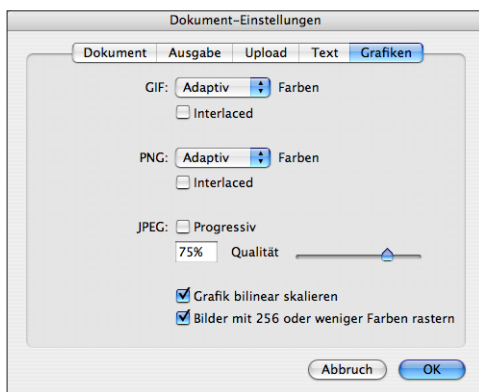 Dokument-Einstellungen
Dokument Ausgabe Upload Text Grafiken
GIF: Adaptiv Farben
Interlaced
PNG: Adaptiv Farben
Interlaced
JPEG: Progressiv
75% Qualität
Grafik bilinear skalieren
Bilder mit 256 oder weniger Farben rastern
Abbruch OK